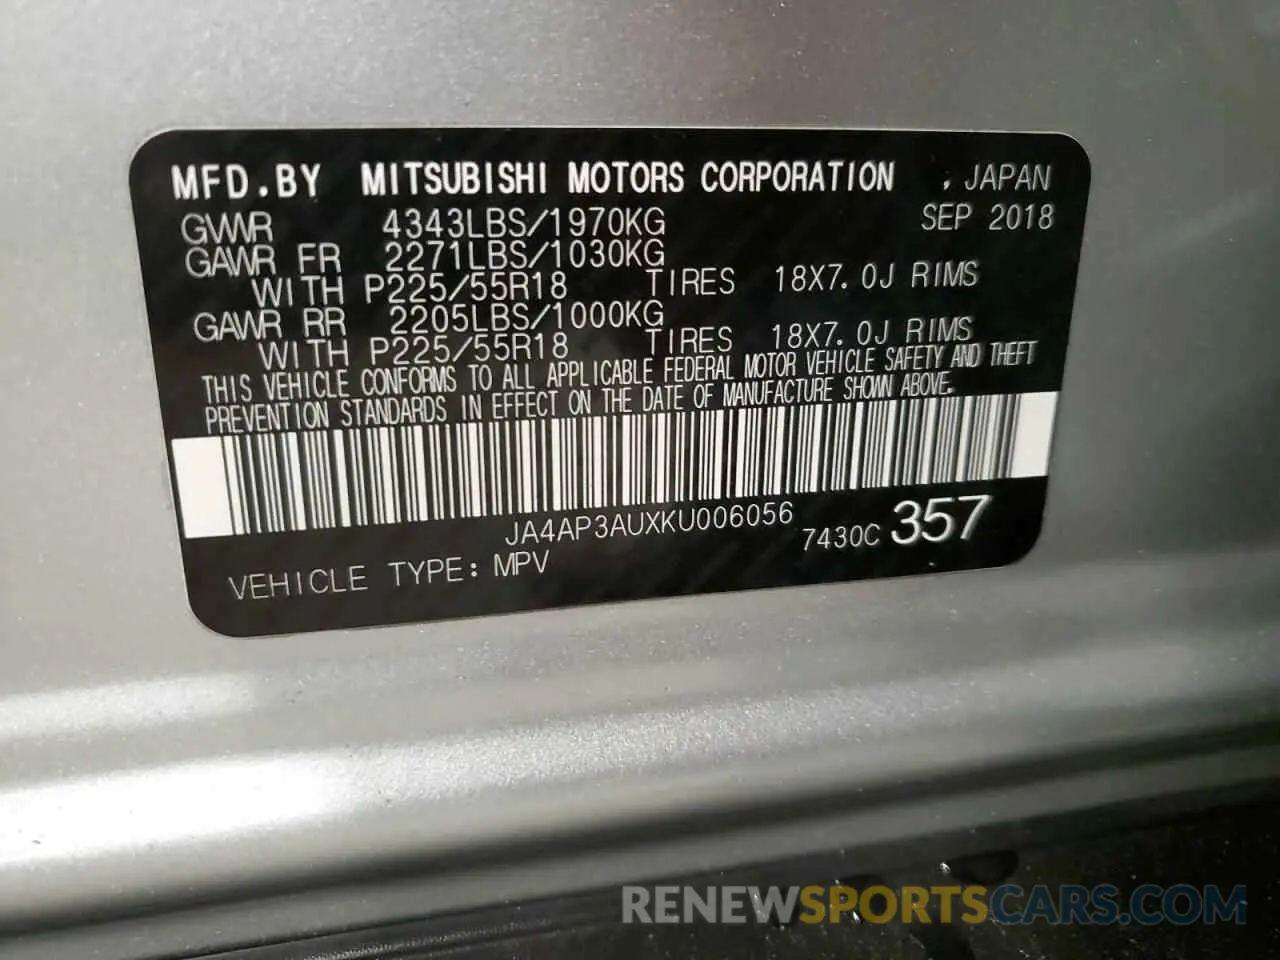 MFD.BY MITSUBISHI MOTORS CORPORATION , JAPAN
GVWR 4343LBS/1970KG SEP 2018
GAWR FR 2271LBS/1030KG
WITH P225/55R18 TIRES 18X7.0J RIMS
GAWR RR 2205LBS/1000KG
WITH P225/55R18 TIRES 18X7.0J RIMS
THIS VEHICLE CONFORMS TO ALL APPLICABLE FEDERAL MOTOR VEHICLE SAFETY AND THEFT
PREVENTION STANDARDS IN EFFECT ON THE DATE OF MANUFACTURE SHOWN ABOVE.
JA4AP3AUXKU006056 7430C 357
VEHICLE TYPE: MPV
RENEWSPORTSCARS.COM